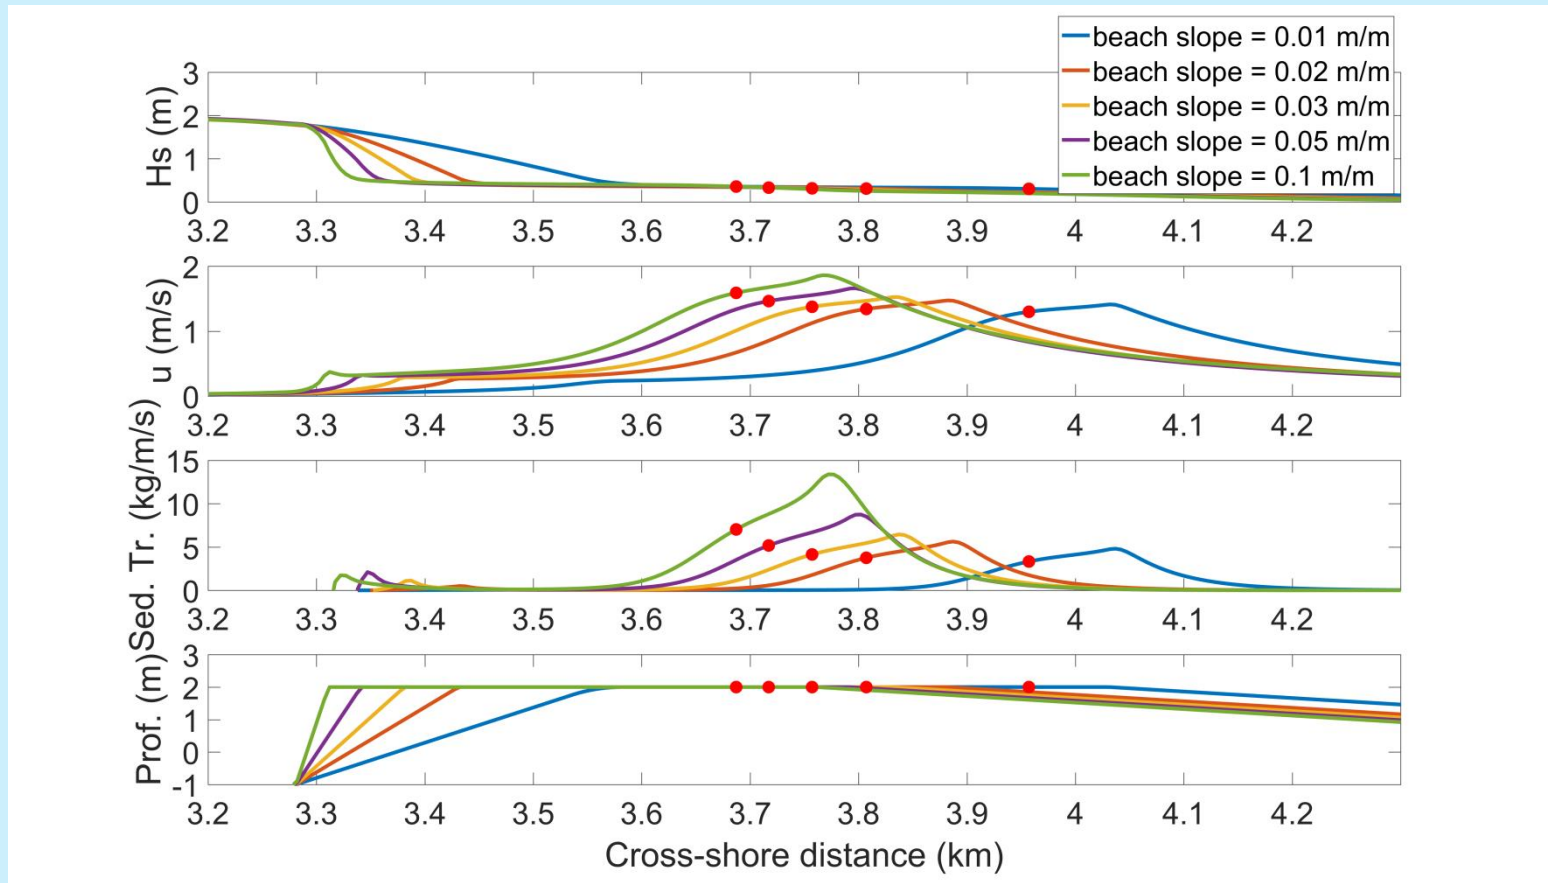 beach slope = 0.01 m/m
beach slope = 0.02 m/m
beach slope = 0.03 m/m
beach slope = 0.05 m/m
beach slope = 0.1 m/m
Hs (m)
3
2
1
0
3.2 3.3 3.4 3.5 3.6 3.7 3.8 3.9 4 4.1 4.2
u (m/s)
2
1
0
3.2 3.3 3.4 3.5 3.6 3.7 3.8 3.9 4 4.1 4.2
Sed. Tr. (kg/m/s)
15
10
5
0
3.2 3.3 3.4 3.5 3.6 3.7 3.8 3.9 4 4.1 4.2
Prof. (m)
3
2
1
0
-1
3.2 3.3 3.4 3.5 3.6 3.7 3.8 3.9 4 4.1 4.2
Cross-shore distance (km)